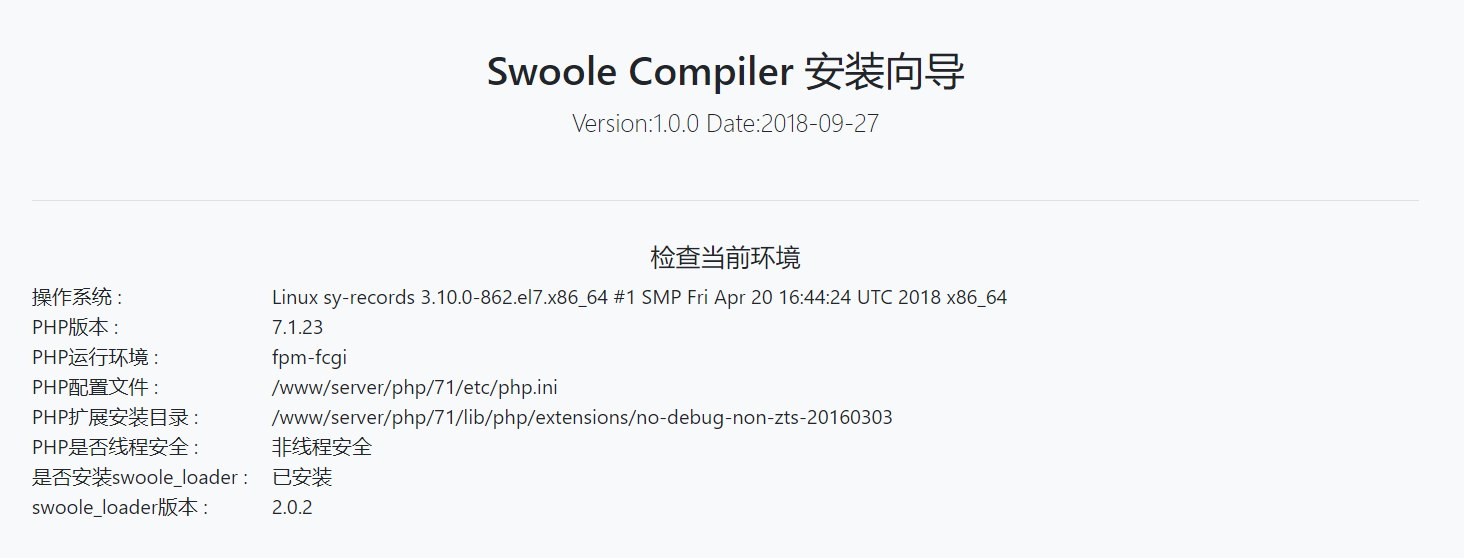 Swoole Compiler 安装向导
Version:1.0.0 Date:2018-09-27
检查当前环境
操作系统 : Linux sy-records 3.10.0-862.el7.x86_64 #1 SMP Fri Apr 20 16:44:24 UTC 2018 x86_64
PHP版本 : 7.1.23
PHP运行环境 : fpm-fcgi
PHP配置文件 : /www/server/php/71/etc/php.ini
PHP扩展安装目录 : /www/server/php/71/lib/php/extensions/no-debug-non-zts-20160303
PHP是否线程安全 : 非线程安全
是否安装swoole_loader : 已安装
swoole_loader版本 : 2.0.2